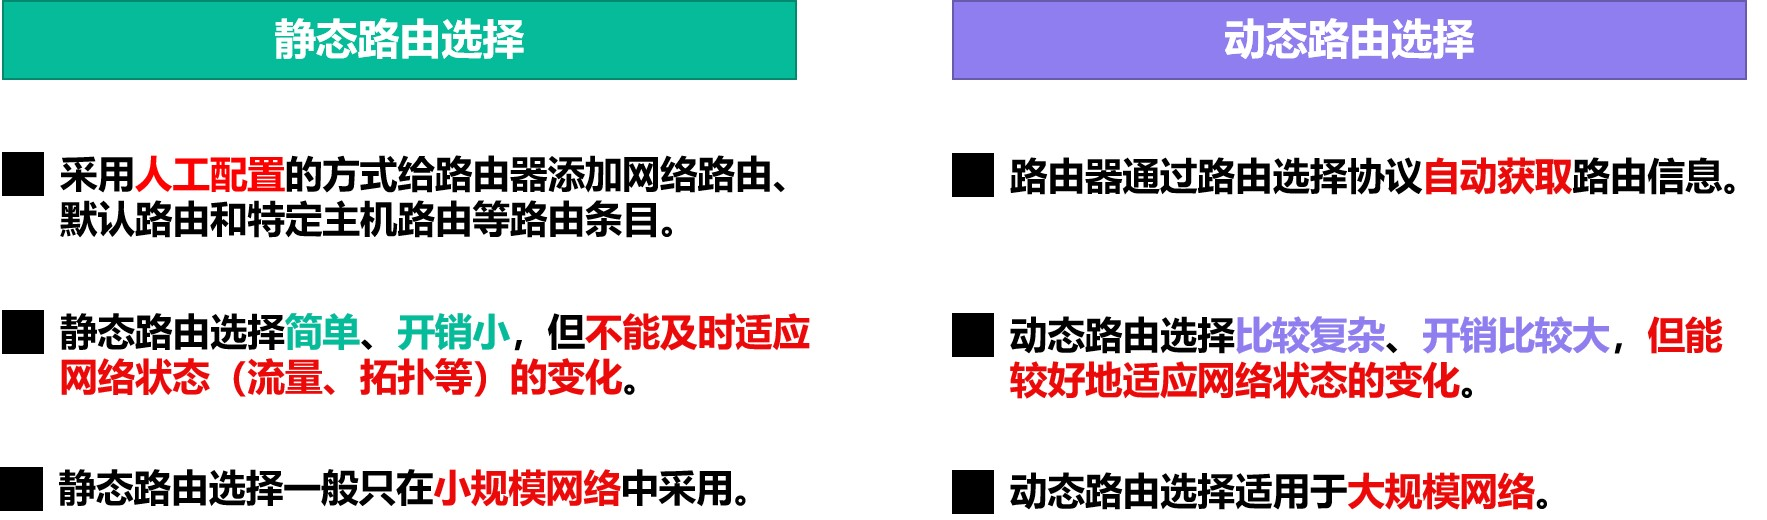 静态路由选择
采用人工配置的方式给路由器添加网络路由、
默认路由和特定主机路由等路由条目。
静态路由选择简单、开销小，但不能及时适应
网络状态（流量、拓扑等）的变化。
静态路由选择一般只在小规模网络中采用。
动态路由选择
路由器通过路由选择协议自动获取路由信息。
动态路由选择比较复杂、开销比较大，但能
较好地适应网络状态的变化。
动态路由选择适用于大规模网络。